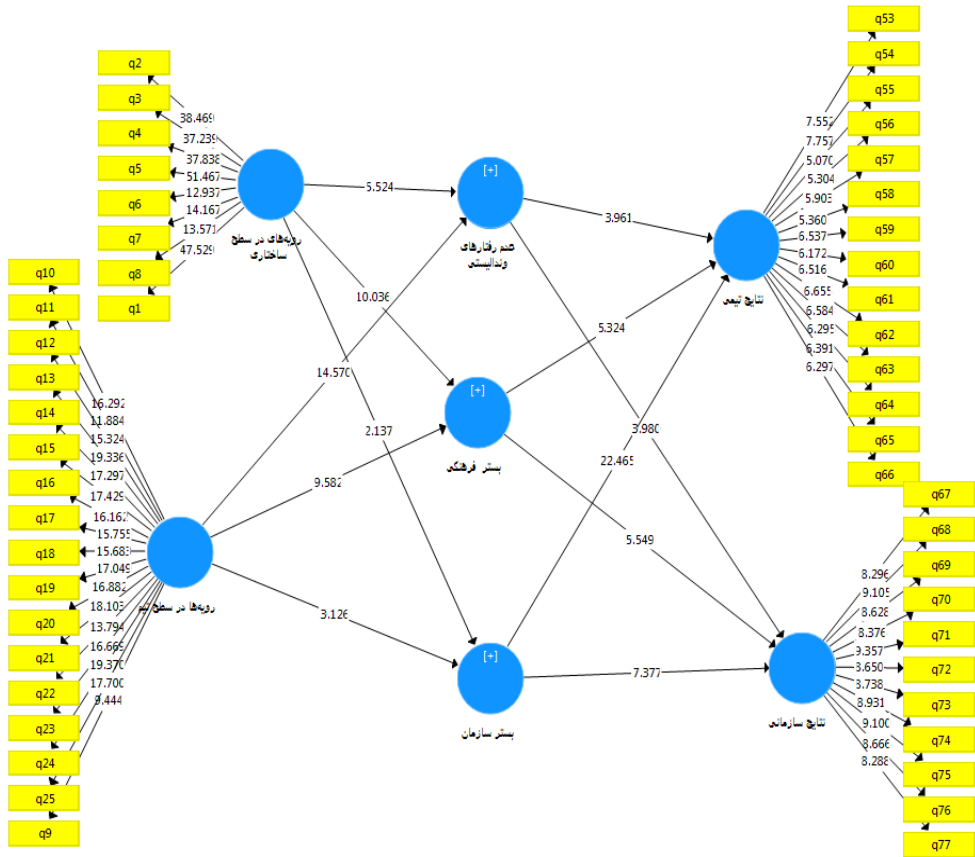 q2
q3
q4
q5
q6
q7
q8
q1
38.469
37.239
37.838
51.467
12.937
14.167
13.571
47.529
رویه‌های در سطح
ساختاری
q10
q11
q12
q13
q14
q15
q16
q17
q18
q19
q20
q21
q22
q23
q24
q25
q9
16.292
11.884
15.324
19.336
17.297
17.429
16.162
15.755
15.683
17.049
16.882
18.103
13.794
16.669
19.370
17.700
9.444
رویه‌ها در سطح تیم
5.524
10.036
14.570
2.137
9.582
3.126
[+]
عدم رفتارهای
وندالیستی
[+]
بستر فرهنگی
[+]
بستر سازمان
3.961
5.324
3.980
22.465
5.549
7.377
نتایج تیمی
7.552
7.757
5.070
5.304
5.903
5.360
6.537
6.172
6.516
6.655
6.584
6.295
6.391
6.297
q53
q54
q55
q56
q57
q58
q59
q60
q61
q62
q63
q64
q65
q66
نتایج سازمانی
8.296
9.105
8.628
8.376
9.357
8.650
8.738
8.931
9.100
8.666
8.288
q67
q68
q69
q70
q71
q72
q73
q74
q75
q76
q77